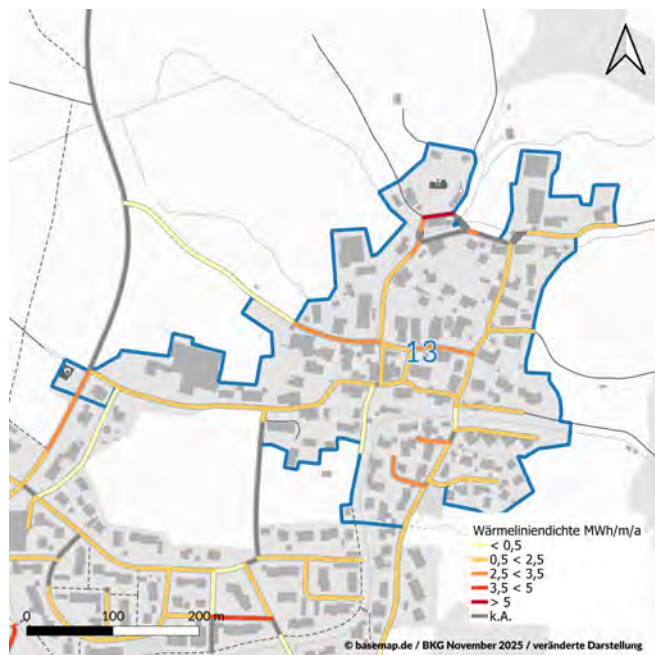 13
Wärmeliniendichte MWh/m/a
< 0,5
0,5 < 2,5
2,5 < 3,5
3,5 < 5
> 5
k.A.
0 100 200 m
© basemap.de / BKG November 2025 / veränderte Darstellung